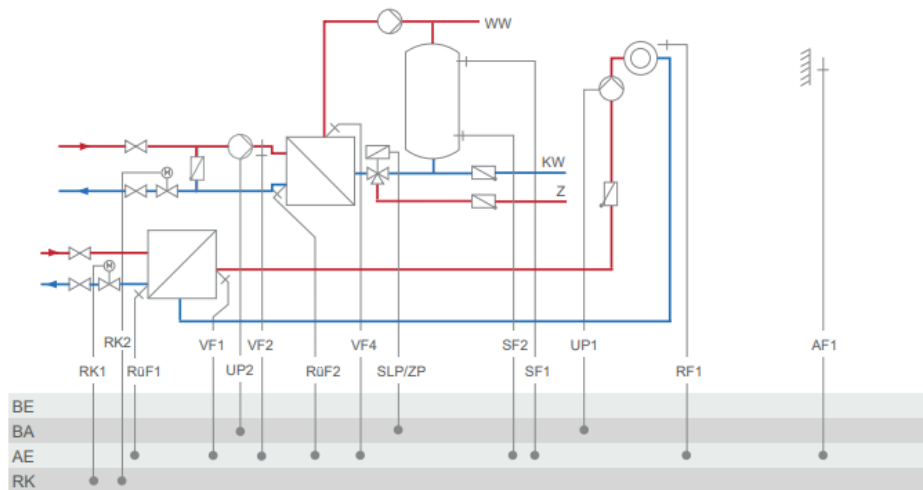 WW
KW
Z
RK2 VF1 VF2 VF4 SF2 UP1 AF1
RK1 RüF1 UP2 RüF2 SLP/ZP SF1 RF1
BE
BA
AE
RK